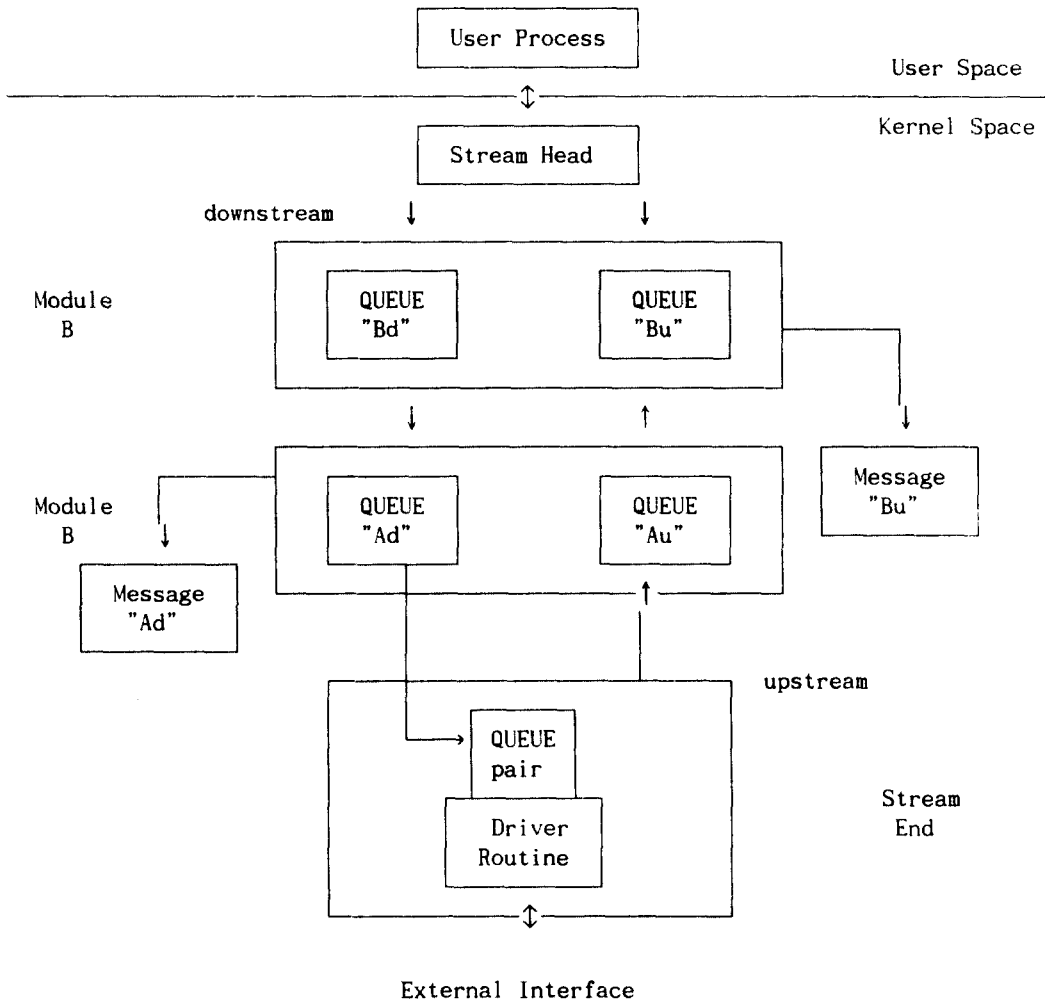 User Process
User Space
Kernel Space
Stream Head
downstream
Module
B
QUEUE
"Bd"
QUEUE
"Bu"
Module
B
QUEUE
"Ad"
QUEUE
"Au"
Message
"Bu"
Message
"Ad"
upstream
QUEUE
pair
Driver
Routine
Stream
End
External Interface